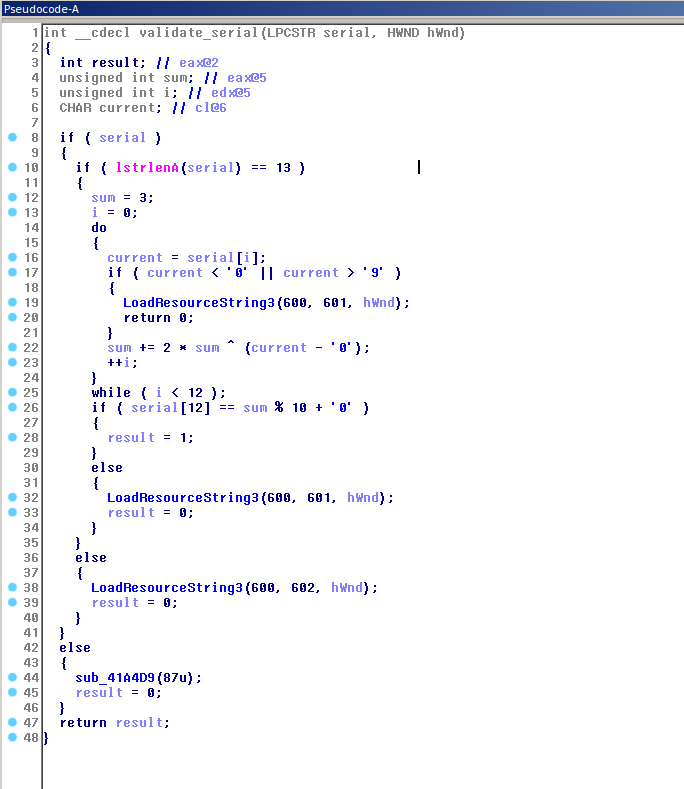 Pseudocode-A
1 int __cdecl validate_serial(LPCSTR serial, HWND hWnd)
2 {
3   int result; // eax@2
4   unsigned int sum; // eax@5
5   unsigned int i; // edx@5
6   CHAR current; // cl@6
7
8   if ( serial )
9   {
10     if ( lstrlenA(serial) == 13 )
11     {
12       sum = 3;
13       i = 0;
14       do
15       {
16         current = serial[i];
17         if ( current < '0' || current > '9' )
18         {
19           LoadResourceString3(600, 601, hWnd);
20           return 0;
21         }
22         sum += 2 * sum ^ (current - '0');
23         ++i;
24       }
25       while ( i < 12 );
26       if ( serial[12] == sum % 10 + '0' )
27       {
28         result = 1;
29       }
30       else
31       {
32         LoadResourceString3(600, 601, hWnd);
33         result = 0;
34       }
35     }
36     else
37     {
38       LoadResourceString3(600, 602, hWnd);
39       result = 0;
40     }
41   }
42   else
43   {
44     sub_41A4D9(87u);
45     result = 0;
46   }
47   return result;
48 }